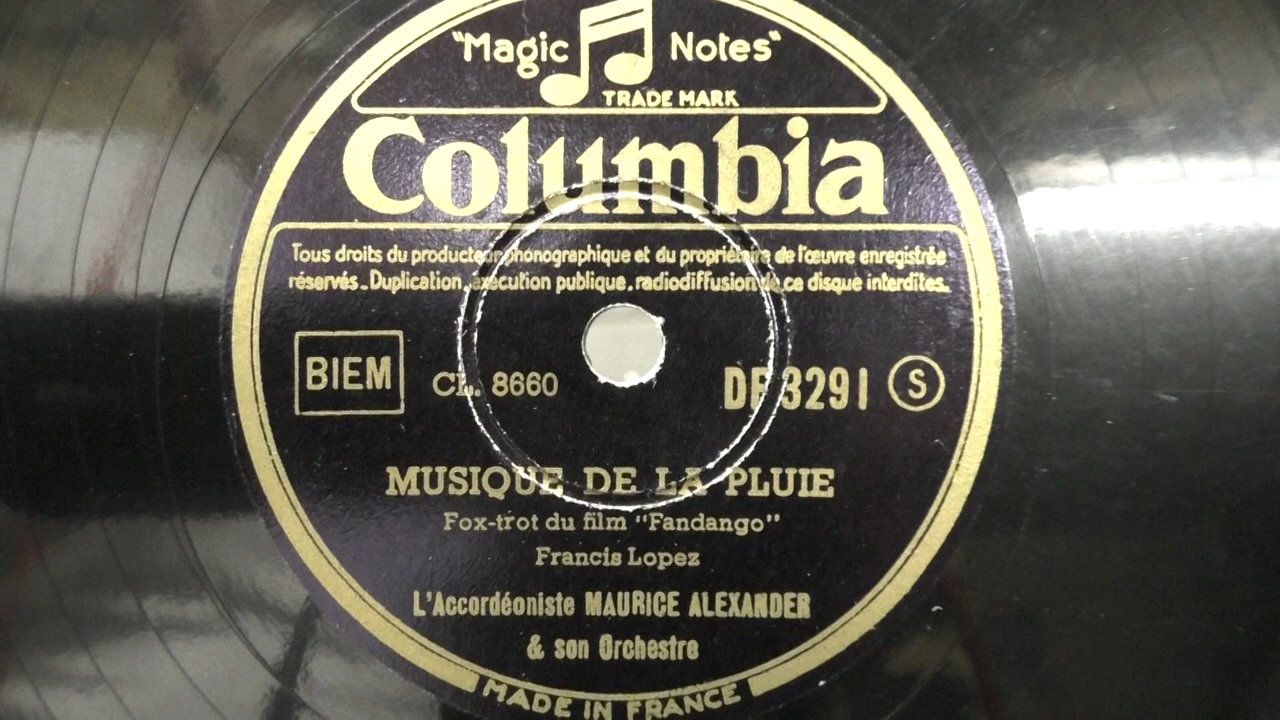 "Magic Notes"
TRADE MARK
Columbia
Tous droits du producteur phonographique et du propriétaire de l'œuvre enregistrée
réservés. Duplication, exécution publique, radiodiffusion de ce disque interdites.
BIEM CL. 8660 DF 3291 S
MUSIQUE DE LA PLUIE
Fox-trot du film "Fandango"
Francis Lopez
L'Accordéoniste MAURICE ALEXANDER
& son Orchestre
MADE IN FRANCE